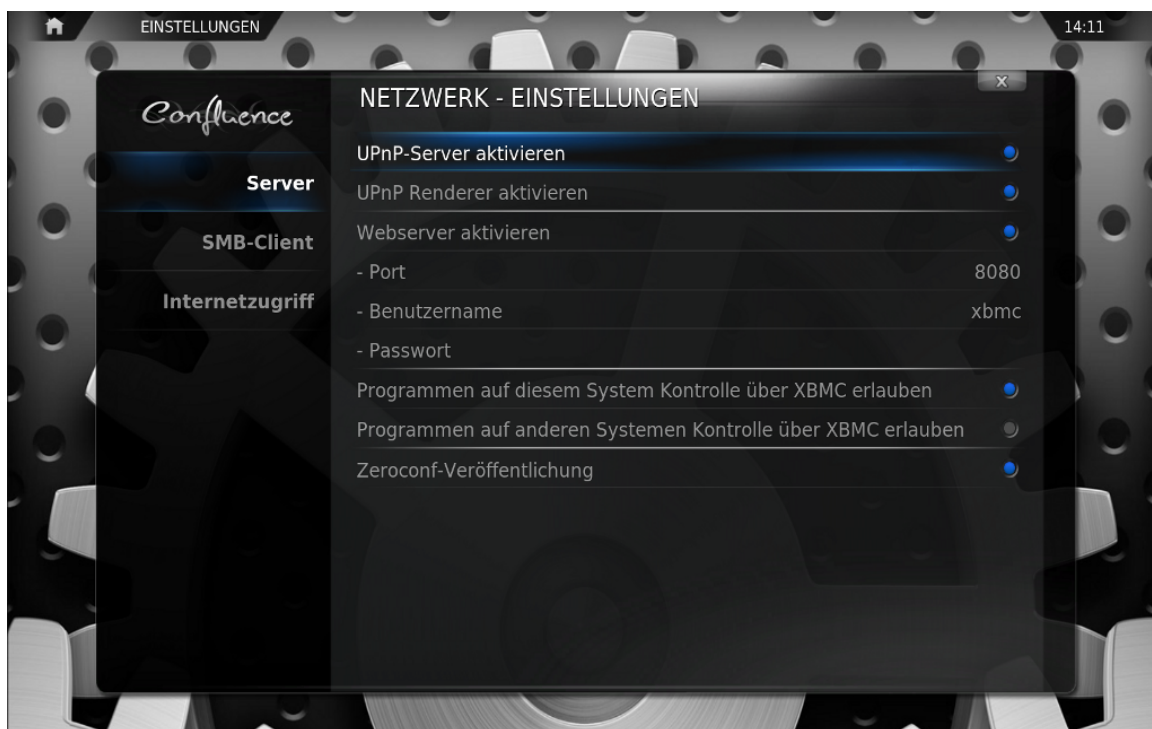 EINSTELLUNGEN
14:11
Confluence
NETZWERK - EINSTELLUNGEN
X
Server
SMB-Client
Internetzugriff
UPnP-Server aktivieren
UPnP Renderer aktivieren
Webserver aktivieren
- Port 8080
- Benutzername xbmc
- Passwort
Programmen auf diesem System Kontrolle über XBMC erlauben
Programmen auf anderen Systemen Kontrolle über XBMC erlauben
Zeroconf-Veröffentlichung